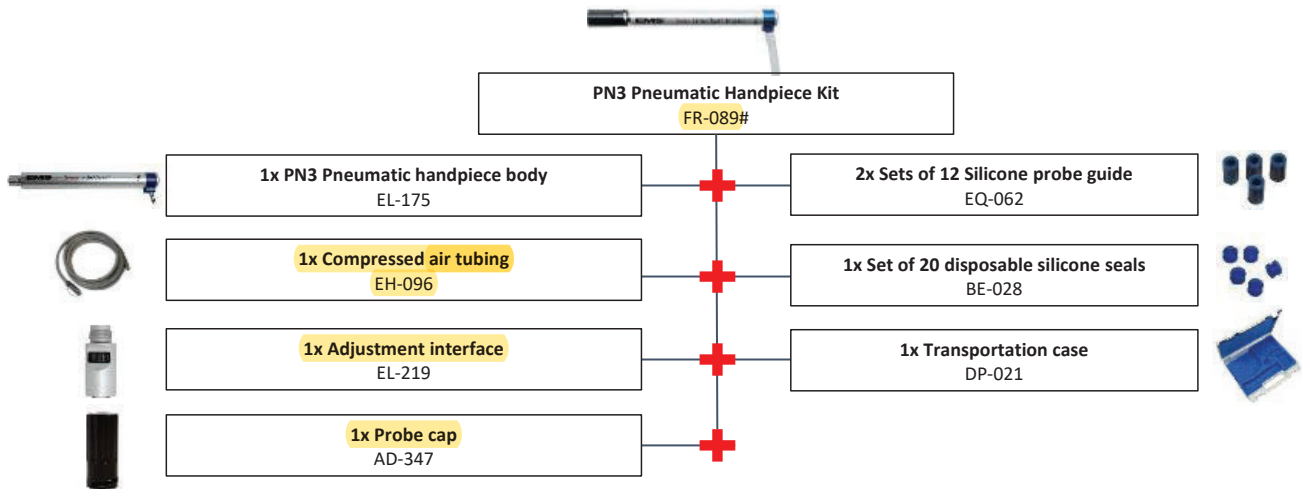 EMS
PN3 Pneumatic Handpiece Kit
FR-089#
EMS
1x PN3 Pneumatic handpiece body
EL-175
2x Sets of 12 Silicone probe guide
EQ-062
1x Compressed air tubing
EH-096
1x Set of 20 disposable silicone seals
BE-028
1x Adjustment interface
EL-219
1x Transportation case
DP-021
1x Probe cap
AD-347